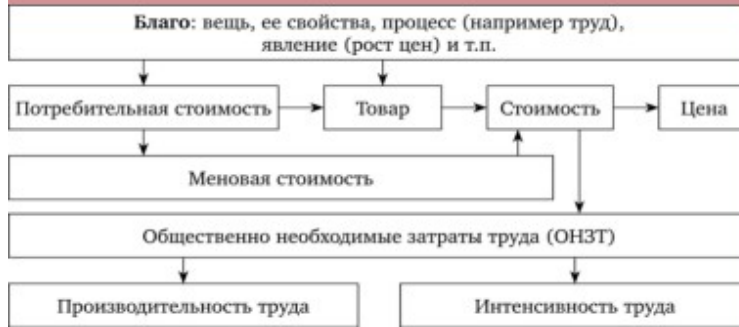 Благо: вещь, ее свойства, процесс (например труд),
явление (рост цен) и т.п.
Потребительная стоимость
Товар
Стоимость
Цена
Меновая стоимость
Общественно необходимые затраты труда (ОНЗТ)
Производительность труда
Интенсивность труда